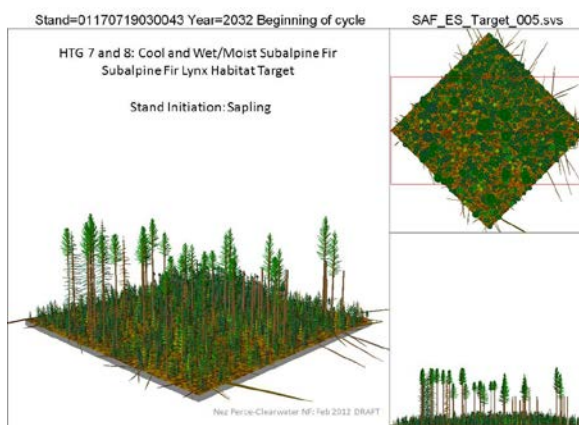 Stand=01170719030043 Year=2032 Beginning of cycle
SAF_ES_Target_005.svs
HTG 7 and 8: Cool and Wet/Moist Subalpine Fir
Subalpine Fir Lynx Habitat Target
Stand Initiation: Sapling
Nez Perce-Clearwater NF: Feb 2012 DRAFT